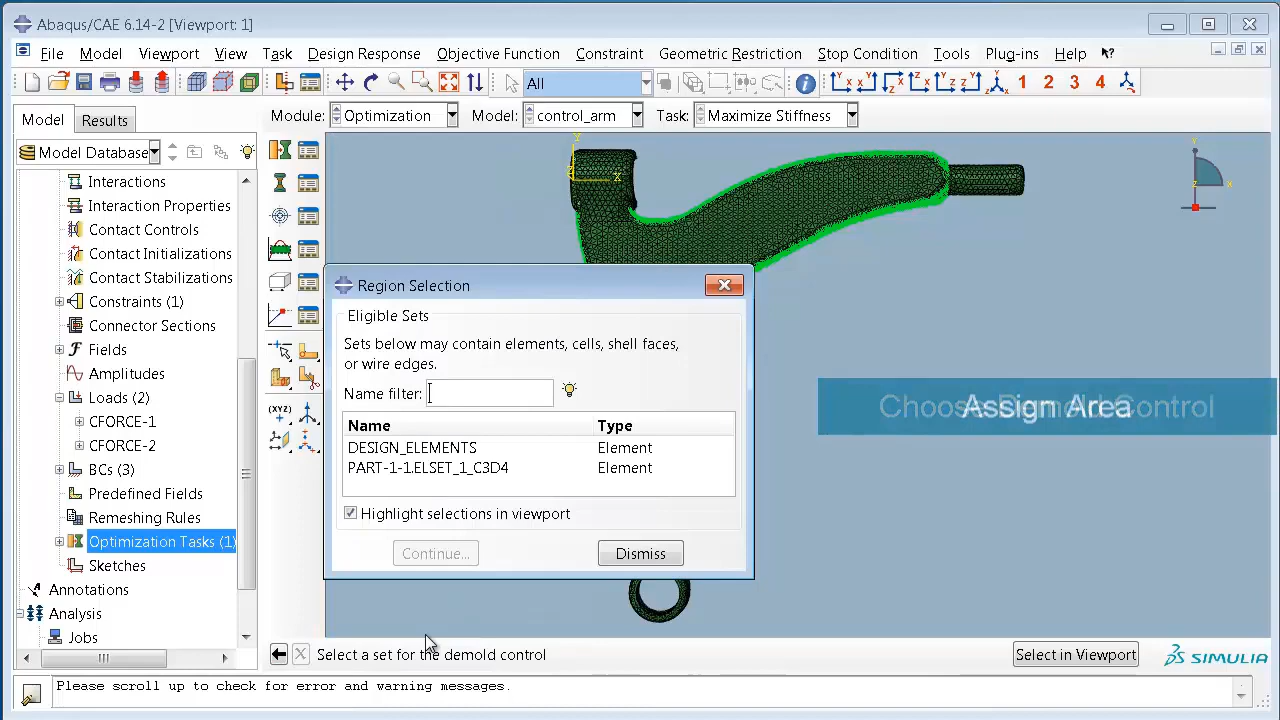 Abaqus/CAE 6.14-2 [Viewport: 1]
File Model Viewport View Task Design Response Objective Function Constraint Geometric Restriction Stop Condition Tools Plug-ins Help
All
1 2 3 4
Model Results Module: Optimization Model: control_arm Task: Maximize Stiffness
Model Database
Interactions
Interaction Properties
Contact Controls
Contact Initializations
Contact Stabilizations
Constraints (1)
Connector Sections
Fields
Amplitudes
Loads (2)
CFORCE-1
CFORCE-2
BCs (3)
Predefined Fields
Remeshing Rules
Optimization Tasks (1)
Sketches
Annotations
Analysis
Jobs
Y
X
Region Selection
Eligible Sets
Sets below may contain elements, cells, shell faces,
or wire edges.
Name filter:
Name Type
DESIGN_ELEMENTS Element
PART-1-1.ELSET_1_C3D4 Element
Highlight selections in viewport
Continue... Dismiss
Assign Area
Choose Demold Control
Select a set for the demold control
Select in Viewport
SIMULIA
Please scroll up to check for error and warning messages.